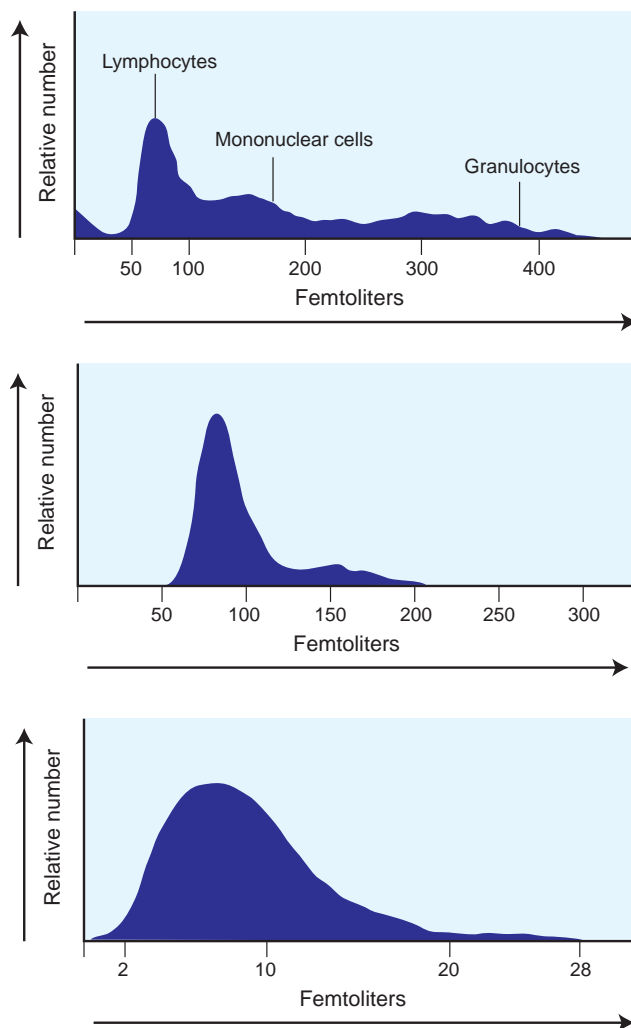 Relative number
Lymphocytes
Mononuclear cells
Granulocytes
50 100 200 300 400
Femtoliters
Relative number
50 100 150 200 250 300
Femtoliters
Relative number
2 10 20 28
Femtoliters